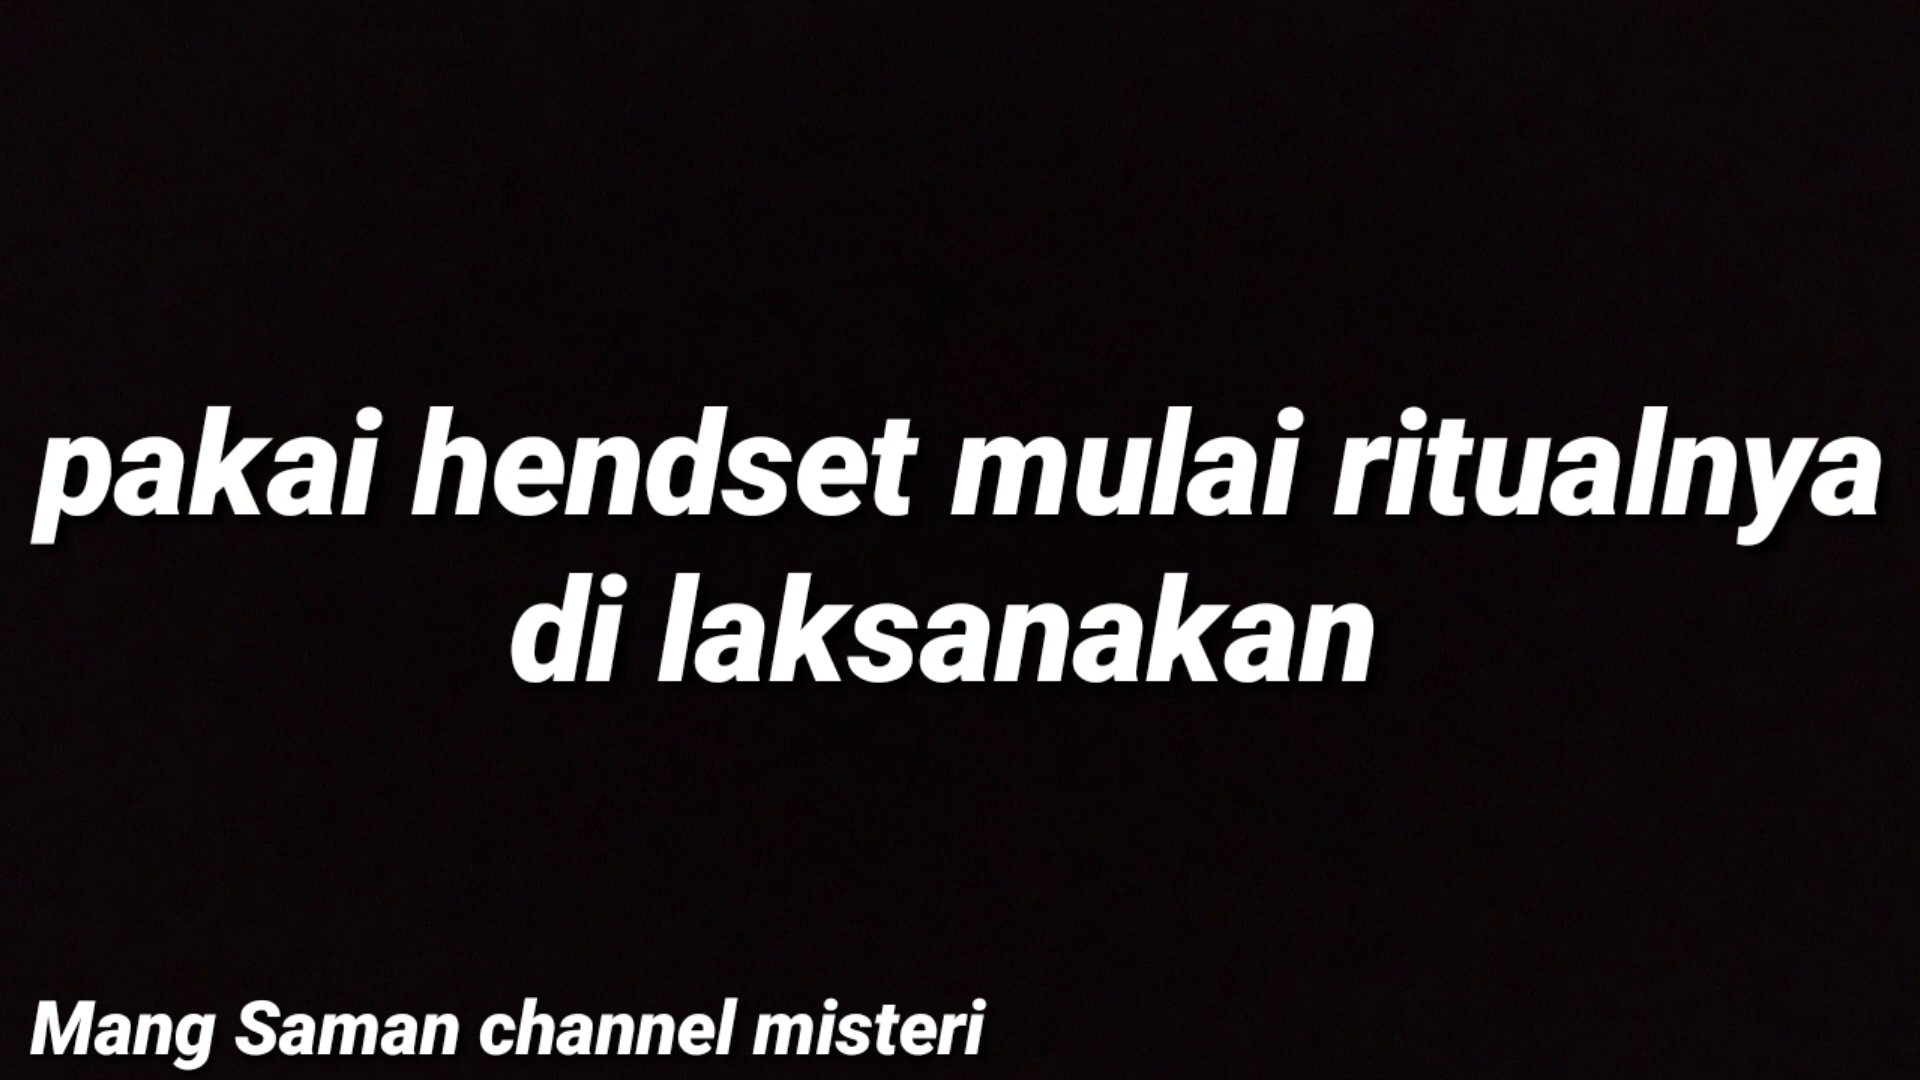 pakai hendset mulai ritualnya
di laksanakan
Mang Saman channel misteri